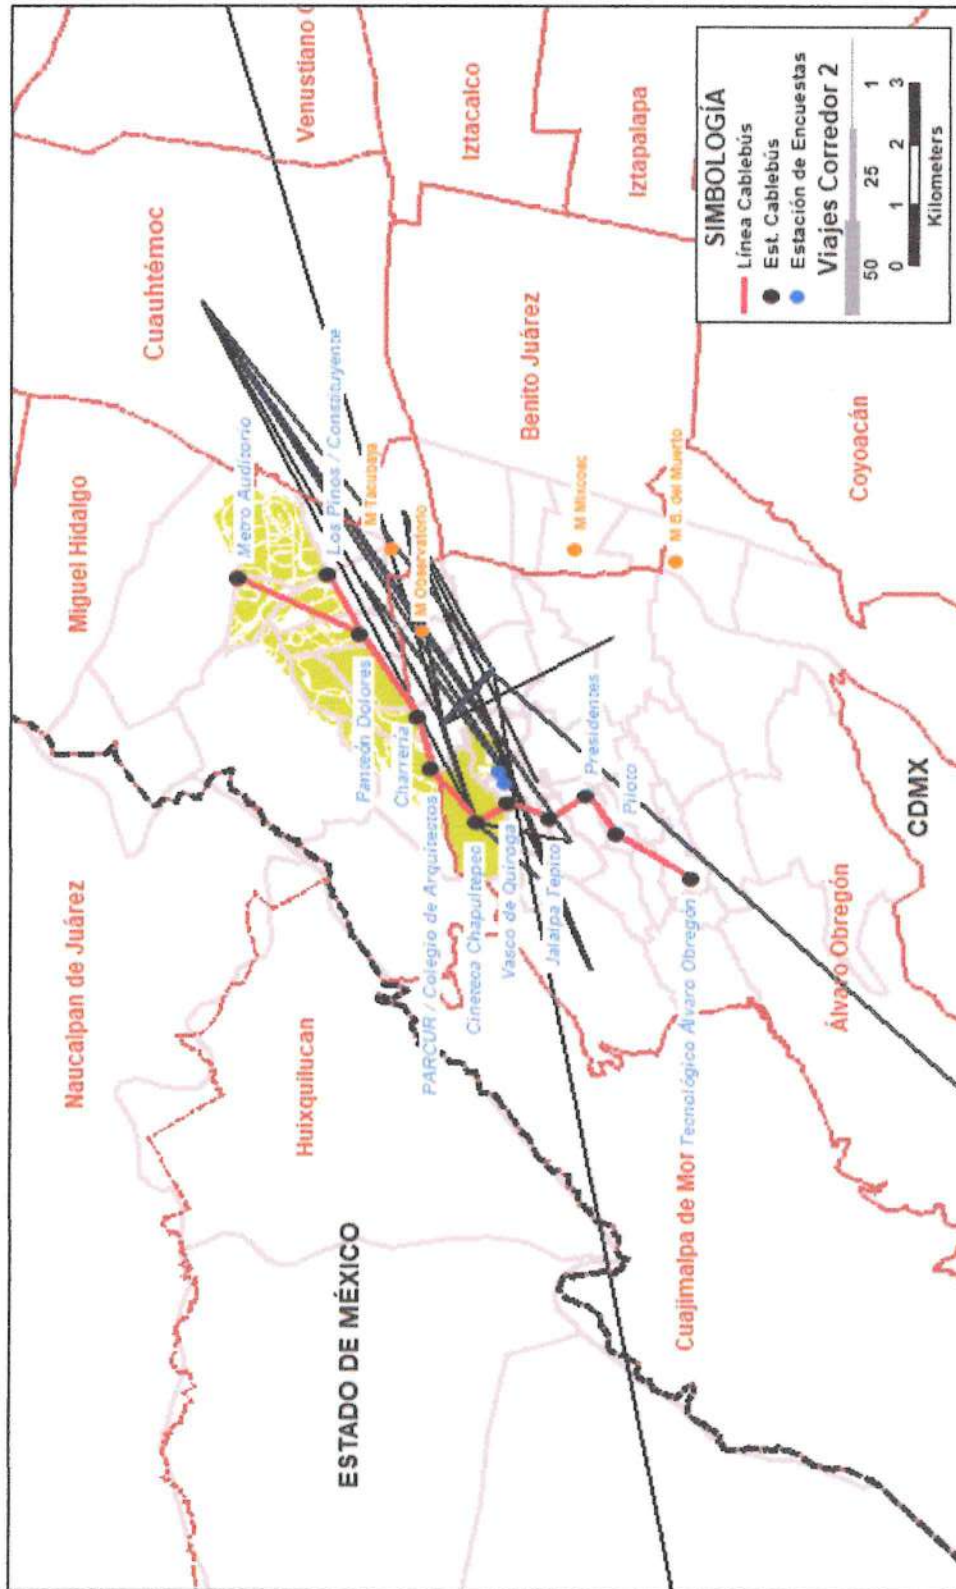 Naucalpan de Juárez
Miguel Hidalgo
Cuauhtémoc
Venustiano C
Huixquilucan
ESTADO DE MÉXICO
Metro Auditorio
Los Pinos / Constituyente
Panteón Dolores
Charrería
PARCUR / Colegio de Arquitectos
Cineteca Chapultepec
Vasco de Quiroga
Jalalpa Tepito
Presidentes
Piloto
Tecnológico Álvaro Obregón
M Tacubaya
M Observatorio
M Mixcoac
M B. del Muerto
Iztacalco
Iztapalapa
Benito Juárez
Coyoacán
Cuajimalpa de Mor
Álvaro Obregón
CDMX
SIMBOLOGÍA
Línea Cablebús
Est. Cablebús
Estación de Encuestas
Viajes Corredor 2
50 25 1
0 1 2 3
Kilometers